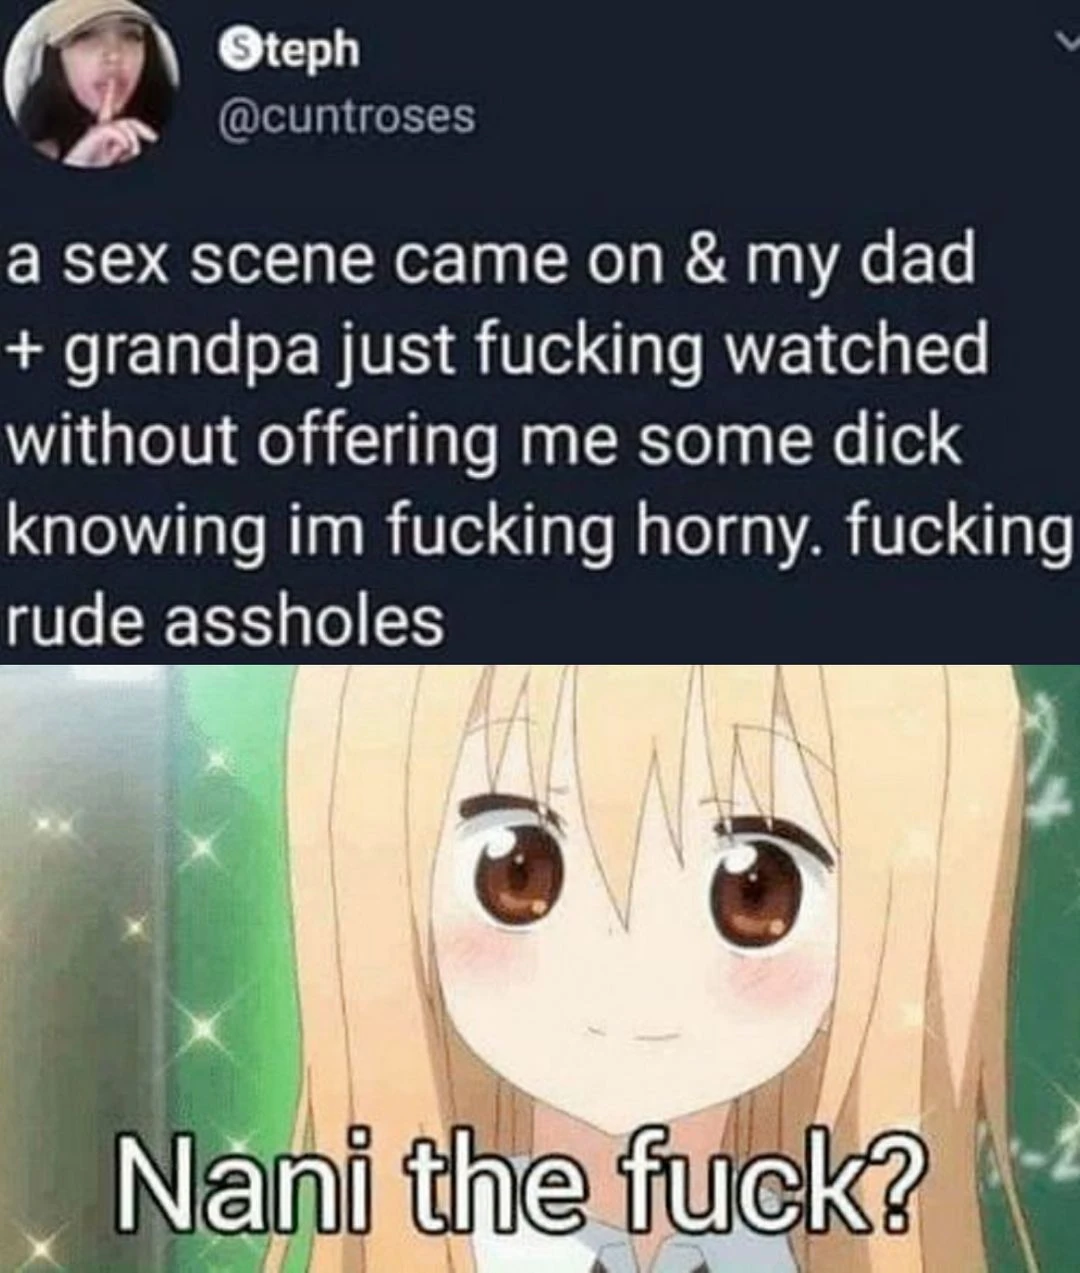 Steph
@cuntroses
a sex scene came on & my dad
+ grandpa just fucking watched
without offering me some dick
knowing im fucking horny. fucking
rude assholes
Nani the fuck?